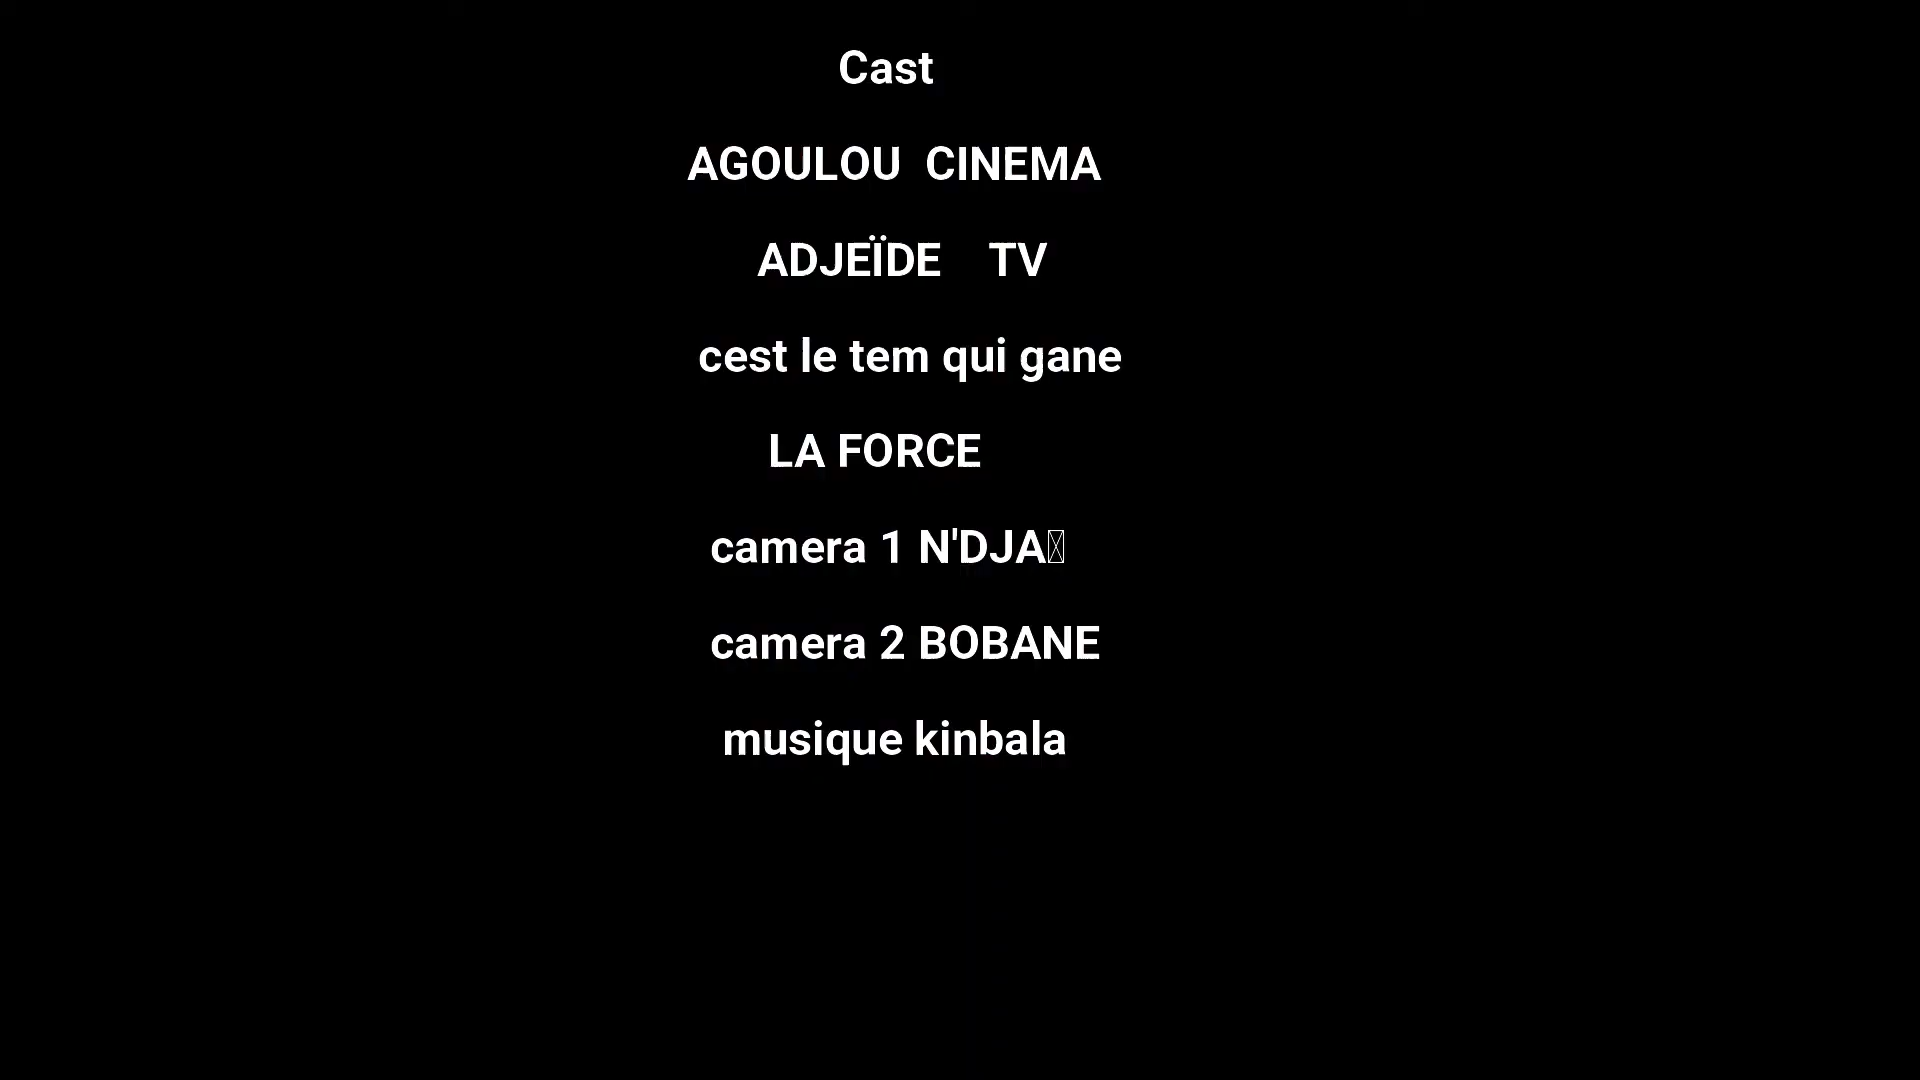 Cast
AGOULOU CINEMA
ADJEÏDE TV
cest le tem qui gane
LA FORCE
camera 1 N'DJA
camera 2 BOBANE
musique kinbala